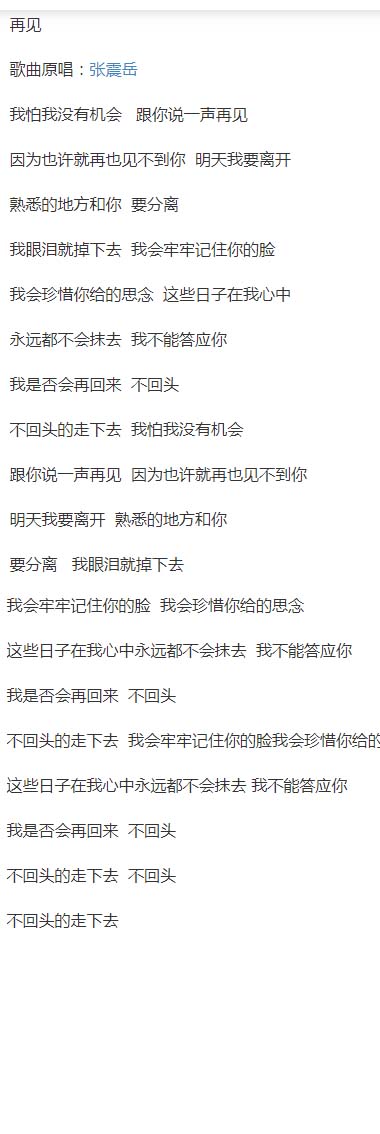 再见
歌曲原唱：张震岳
我怕我没有机会 跟你说一声再见
因为也许就再也见不到你 明天我要离开
熟悉的地方和你 要分离
我眼泪就掉下去 我会牢牢记住你的脸
我会珍惜你给的思念 这些日子在我心中
永远都不会抹去 我不能答应你
我是否会再回来 不回头
不回头的走下去 我怕我没有机会
跟你说一声再见 因为也许就再也见不到你
明天我要离开 熟悉的地方和你
要分离 我眼泪就掉下去
我会牢牢记住你的脸 我会珍惜你给的思念
这些日子在我心中永远都不会抹去 我不能答应你
我是否会再回来 不回头
不回头的走下去 我会牢牢记住你的脸我会珍惜你给的
这些日子在我心中永远都不会抹去 我不能答应你
我是否会再回来 不回头
不回头的走下去 不回头
不回头的走下去